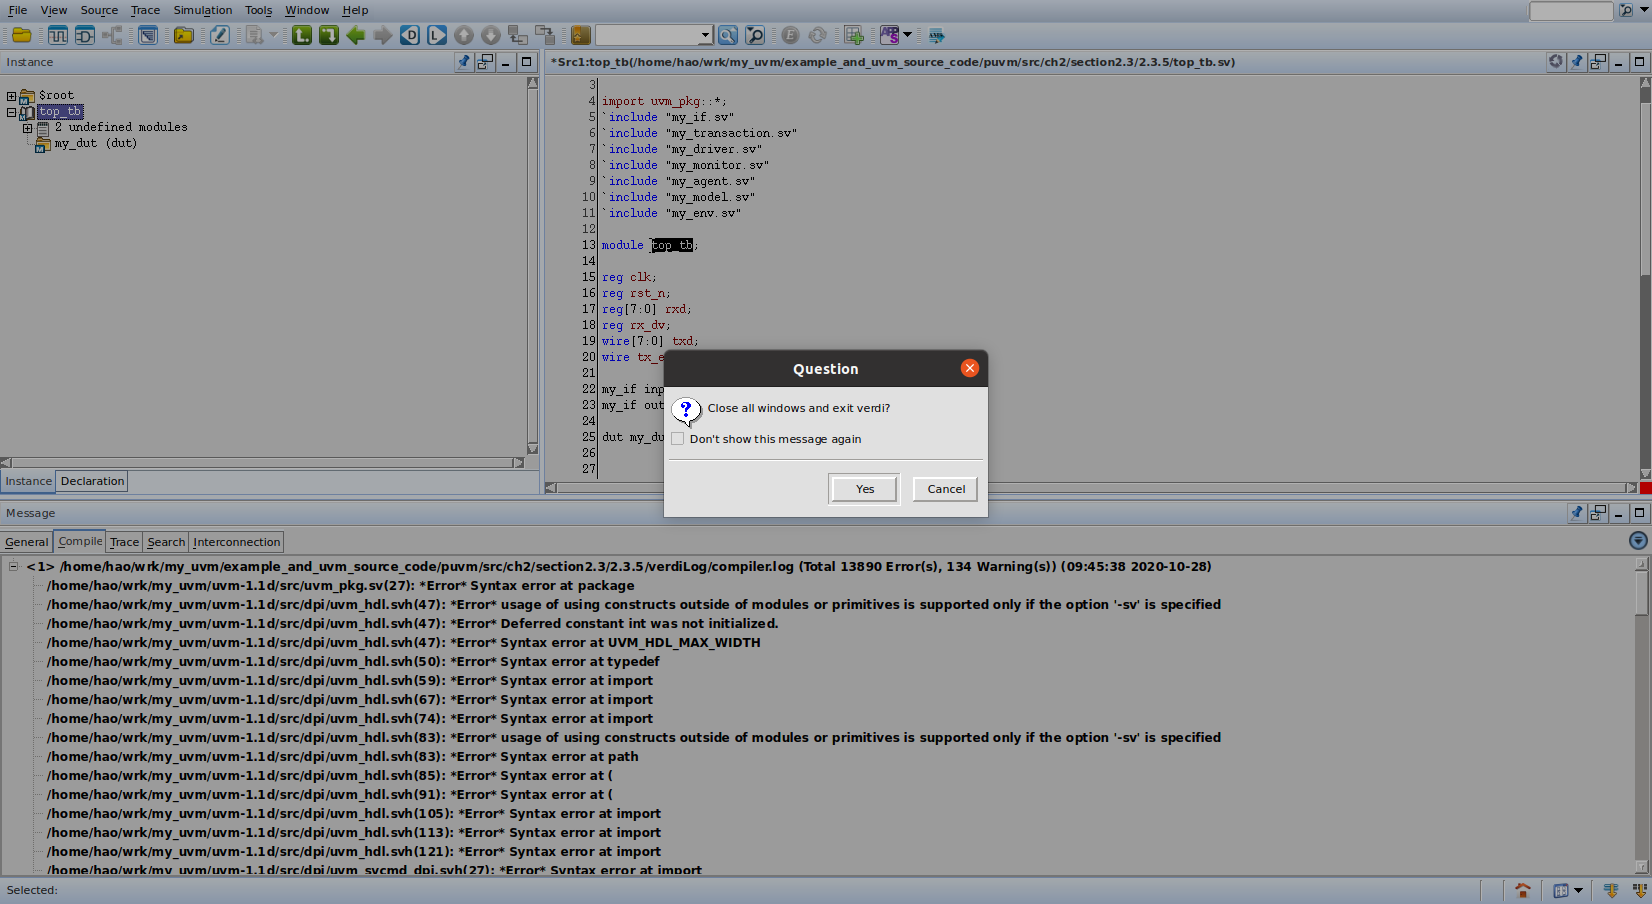 File View Source Trace Simulation Tools Window Help
Instance
$root
top_tb
2 undefined modules
my_dut (dut)
Instance Declaration
*Src1:top_tb(/home/hao/wrk/my_uvm/example_and_uvm_source_code/puvm/src/ch2/section2.3/2.3.5/top_tb.sv)
3
4 import uvm_pkg::*;
5 `include "my_if.sv"
6 `include "my_transaction.sv"
7 `include "my_driver.sv"
8 `include "my_monitor.sv"
9 `include "my_agent.sv"
10 `include "my_model.sv"
11 `include "my_env.sv"
12
13 module top_tb;
14
15 reg clk;
16 reg rst_n;
17 reg[7:0] rxd;
18 reg rx_dv;
19 wire[7:0] txd;
20 wire tx_e
21
22 my_if inp
23 my_if out
24
25 dut my_du
26
27
Question
Close all windows and exit verdi?
Don't show this message again
Yes Cancel
Message
General Compile Trace Search Interconnection
<1> /home/hao/wrk/my_uvm/example_and_uvm_source_code/puvm/src/ch2/section2.3/2.3.5/verdiLog/compiler.log (Total 13890 Error(s), 134 Warning(s)) (09:45:38 2020-10-28)
/home/hao/wrk/my_uvm/uvm-1.1d/src/uvm_pkg.sv(27): *Error* Syntax error at package
/home/hao/wrk/my_uvm/uvm-1.1d/src/dpi/uvm_hdl.svh(47): *Error* usage of using constructs outside of modules or primitives is supported only if the option '-sv' is specified
/home/hao/wrk/my_uvm/uvm-1.1d/src/dpi/uvm_hdl.svh(47): *Error* Deferred constant int was not initialized.
/home/hao/wrk/my_uvm/uvm-1.1d/src/dpi/uvm_hdl.svh(47): *Error* Syntax error at UVM_HDL_MAX_WIDTH
/home/hao/wrk/my_uvm/uvm-1.1d/src/dpi/uvm_hdl.svh(50): *Error* Syntax error at typedef
/home/hao/wrk/my_uvm/uvm-1.1d/src/dpi/uvm_hdl.svh(59): *Error* Syntax error at import
/home/hao/wrk/my_uvm/uvm-1.1d/src/dpi/uvm_hdl.svh(67): *Error* Syntax error at import
/home/hao/wrk/my_uvm/uvm-1.1d/src/dpi/uvm_hdl.svh(74): *Error* Syntax error at import
/home/hao/wrk/my_uvm/uvm-1.1d/src/dpi/uvm_hdl.svh(83): *Error* usage of using constructs outside of modules or primitives is supported only if the option '-sv' is specified
/home/hao/wrk/my_uvm/uvm-1.1d/src/dpi/uvm_hdl.svh(83): *Error* Syntax error at path
/home/hao/wrk/my_uvm/uvm-1.1d/src/dpi/uvm_hdl.svh(85): *Error* Syntax error at (
/home/hao/wrk/my_uvm/uvm-1.1d/src/dpi/uvm_hdl.svh(91): *Error* Syntax error at (
/home/hao/wrk/my_uvm/uvm-1.1d/src/dpi/uvm_hdl.svh(105): *Error* Syntax error at import
/home/hao/wrk/my_uvm/uvm-1.1d/src/dpi/uvm_hdl.svh(113): *Error* Syntax error at import
/home/hao/wrk/my_uvm/uvm-1.1d/src/dpi/uvm_hdl.svh(121): *Error* Syntax error at import
/home/hao/wrk/my_uvm/uvm-1.1d/src/dpi/uvm_svcmd_dpi.svh(27): *Error* Syntax error at import
Selected: